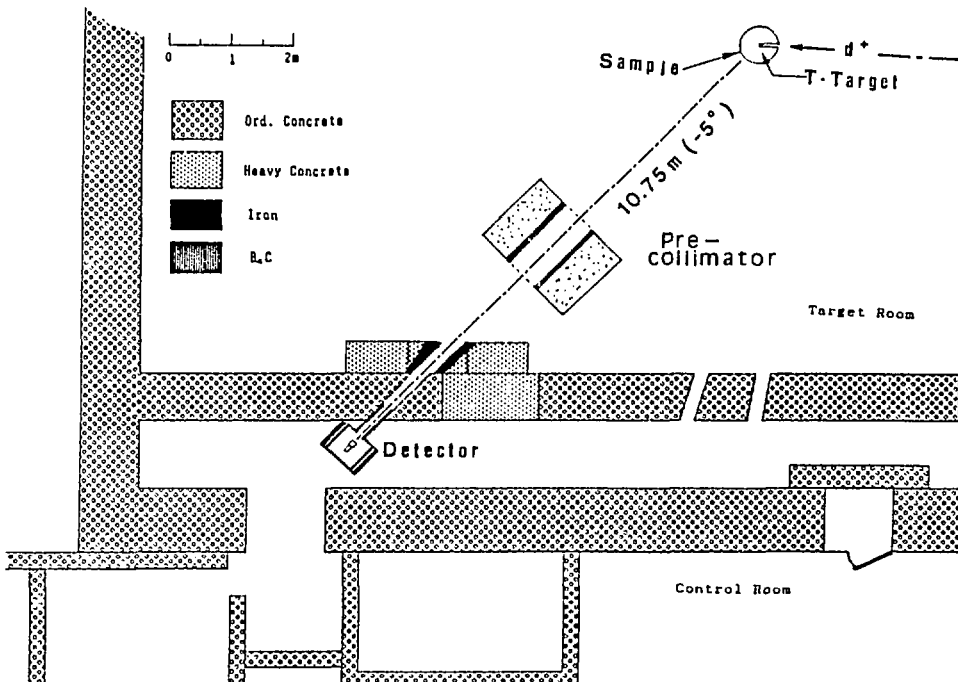 0 1 2m
Ord. Concrete
Heavy Concrete
Iron
B₄C
Sample
d⁺
T-Target
10.75m (-5°)
Pre-
collimator
Target Room
Detector
Control Room